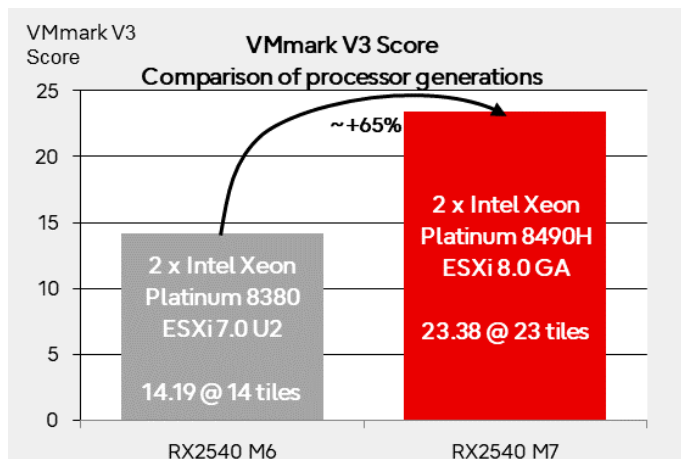 VMmark V3
Score
VMmark V3 Score
Comparison of processor generations
25
20
15
10
5
0
~+65%
2 x Intel Xeon
Platinum 8380
ESXi 7.0 U2
14.19 @ 14 tiles
2 x Intel Xeon
Platinum 8490H
ESXi 8.0 GA
23.38 @ 23 tiles
RX2540 M6
RX2540 M7